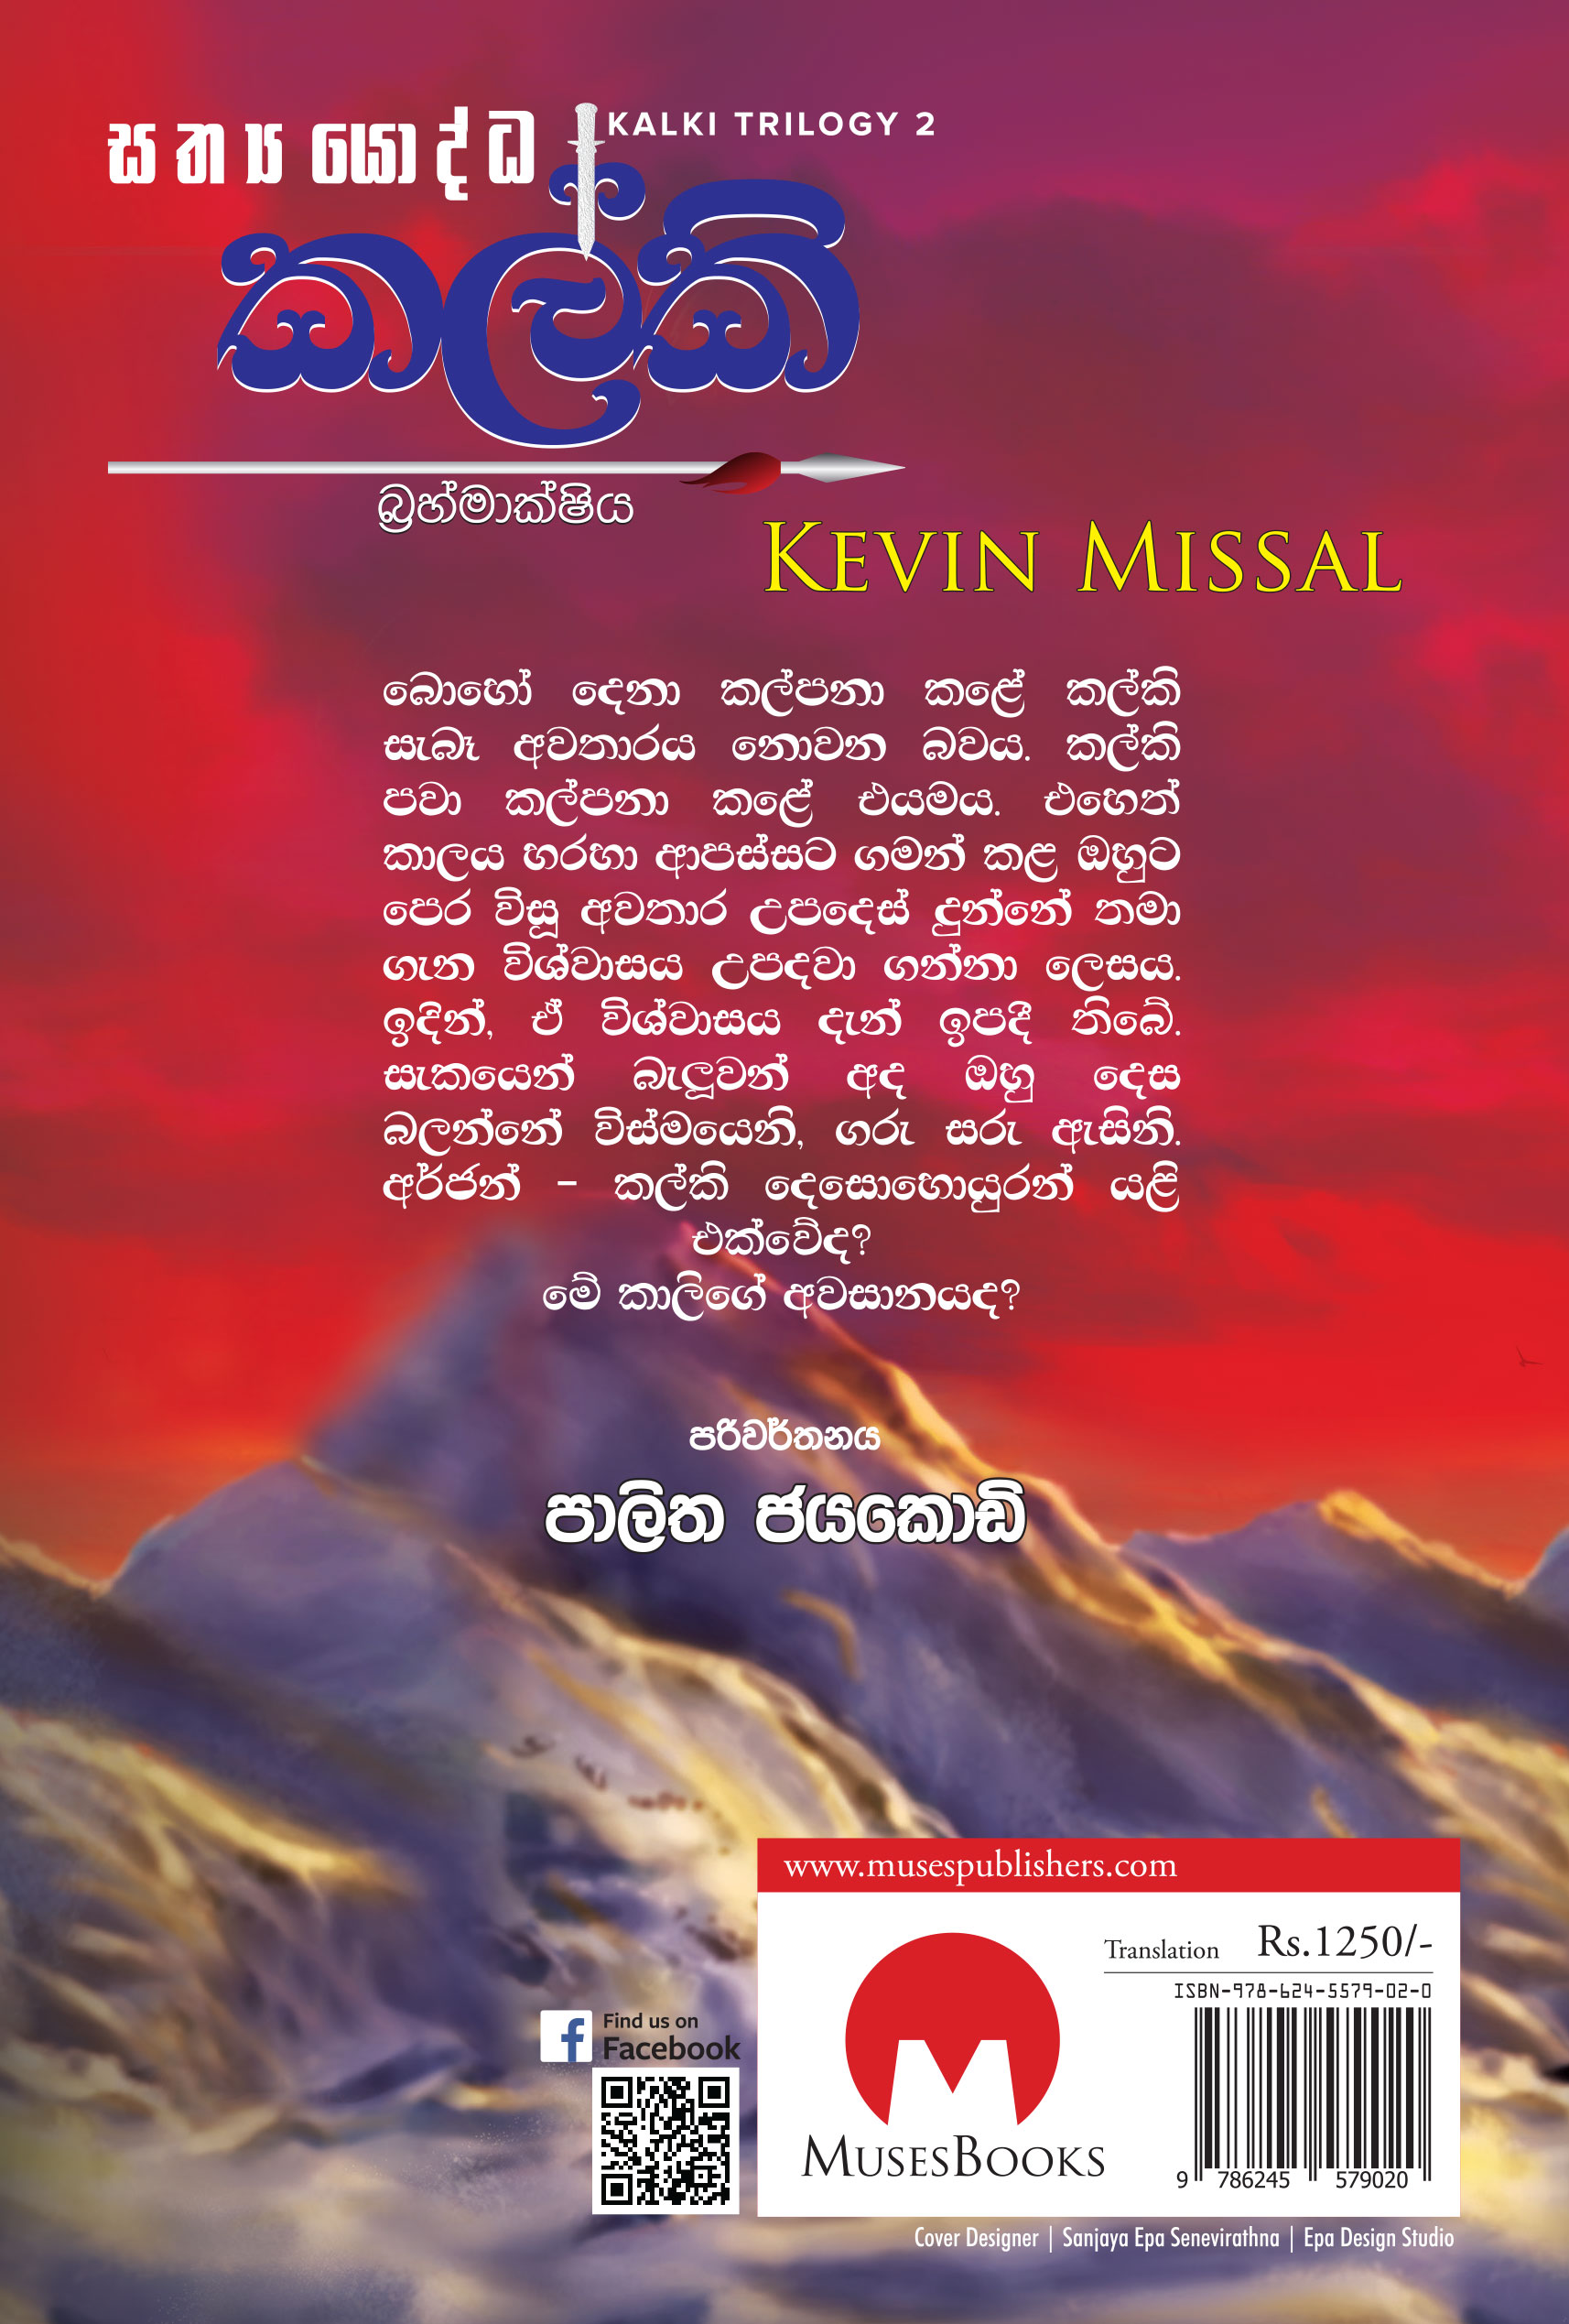 සත්‍ය යොද්ධ
KALKI TRILOGY 2
කල්කි
බ්‍රහ්මාක්ෂිය
KEVIN MISSAL
බොහෝ දෙනා කල්පනා කළේ කල්කි
සැබෑ අවතාරය නොවන බවය. කල්කි
පවා කල්පනා කළේ එයමය. එහෙත්
කාලය හරහා ආපස්සට ගමන් කළ ඔහුට
පෙර විසූ අවතාර උපදෙස් දුන්නේ තමා
ගැන විශ්වාසය උපදවා ගන්නා ලෙසය.
ඉදින්, ඒ විශ්වාසය දැන් ඉපදී තිබේ.
සැකයෙන් බැලූවන් අද ඔහු දෙස
බලන්නේ විස්මයෙනි, ගරු සරු ඇසිනි.
අර්ජන් – කල්කි දෙසොහොයුරන් යළි
එක්වේද?
මේ කාලිගේ අවසානයද?
පරිවර්තනය
පාලිත ජයකොඩි
www.musespublishers.com
Translation Rs.1250/-
ISBN-978-624-5579-02-0
Find us on
Facebook
MUSESBOOKS
9 786245 579020
Cover Designer | Sanjaya Epa Senevirathna | Epa Design Studio